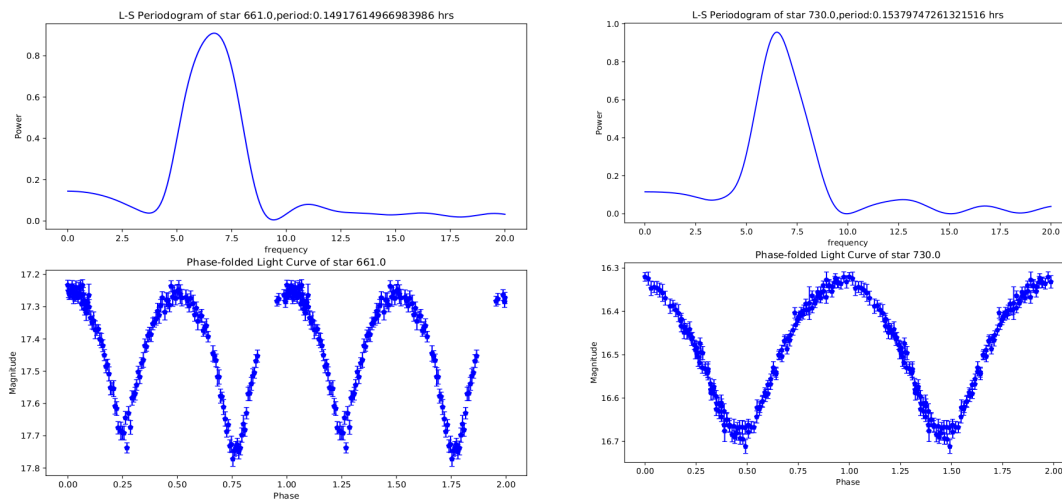 L-S Periodogram of star 661.0,period:0.14917614966983986 hrs
Power
0.8
0.6
0.4
0.2
0.0
0.0 2.5 5.0 7.5 10.0 12.5 15.0 17.5 20.0
frequency
Phase-folded Light Curve of star 661.0
Magnitude
17.2
17.3
17.4
17.5
17.6
17.7
17.8
0.00 0.25 0.50 0.75 1.00 1.25 1.50 1.75 2.00
Phase
L-S Periodogram of star 730.0,period:0.15379747261321516 hrs
Power
1.0
0.8
0.6
0.4
0.2
0.0
0.0 2.5 5.0 7.5 10.0 12.5 15.0 17.5 20.0
frequency
Phase-folded Light Curve of star 730.0
Magnitude
16.3
16.4
16.5
16.6
16.7
0.00 0.25 0.50 0.75 1.00 1.25 1.50 1.75 2.00
Phase